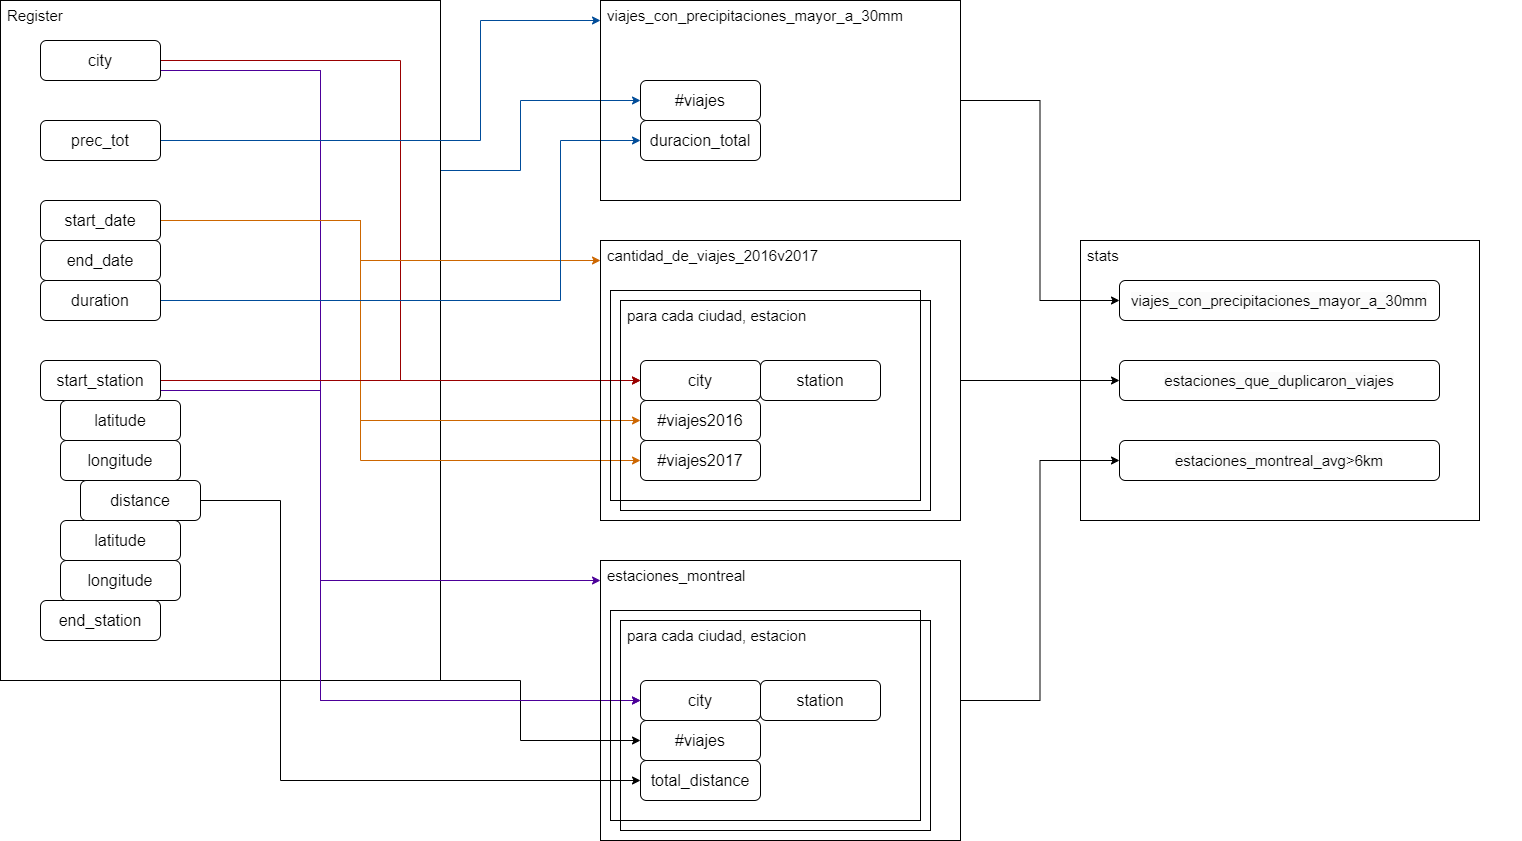 Register
city
prec_tot
start_date
end_date
duration
start_station
latitude
longitude
distance
latitude
longitude
end_station
viajes_con_precipitaciones_mayor_a_30mm
#viajes
duracion_total
cantidad_de_viajes_2016v2017
para cada ciudad, estacion
city
station
#viajes2016
#viajes2017
estaciones_montreal
para cada ciudad, estacion
city
station
#viajes
total_distance
stats
viajes_con_precipitaciones_mayor_a_30mm
estaciones_que_duplicaron_viajes
estaciones_montreal_avg>6km